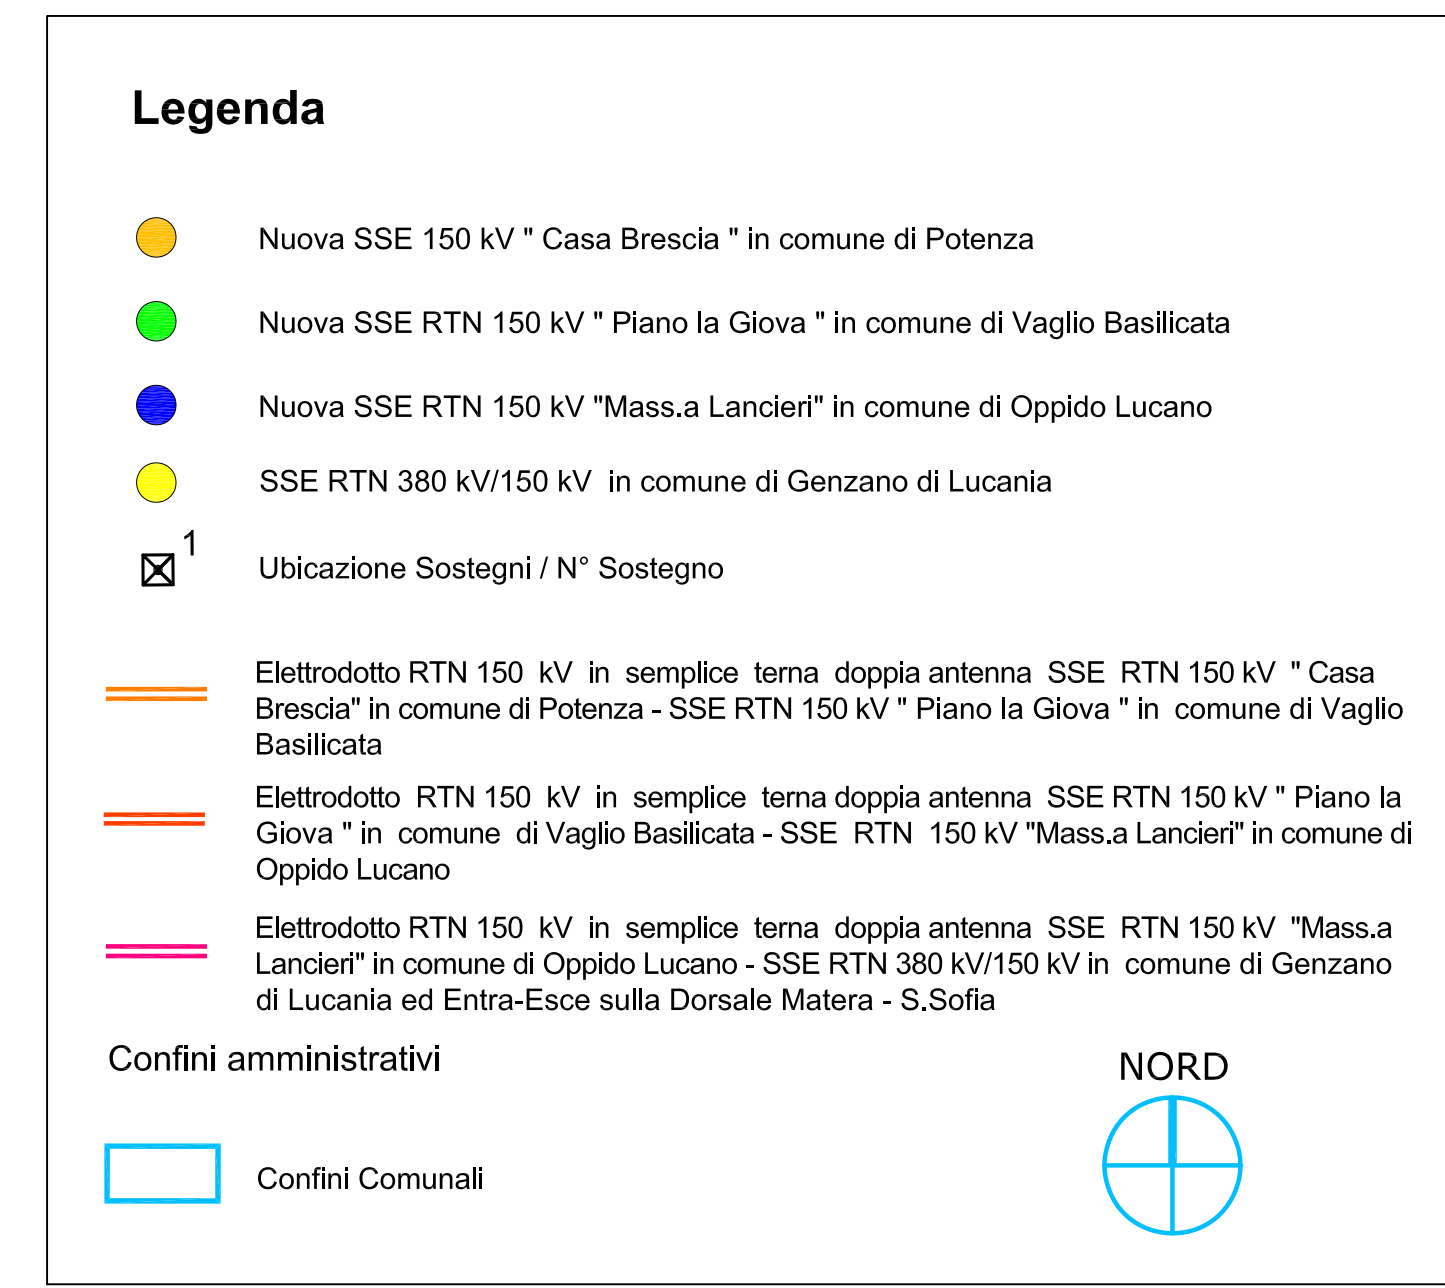 Legenda
Nuova SSE 150 kV " Casa Brescia " in comune di Potenza
Nuova SSE RTN 150 kV " Piano la Giova " in comune di Vaglio Basilicata
Nuova SSE RTN 150 kV "Mass.a Lancieri" in comune di Oppido Lucano
SSE RTN 380 kV/150 kV in comune di Genzano di Lucania
1
Ubicazione Sostegni / N° Sostegno
Elettrodotto RTN 150 kV in semplice terna doppia antenna SSE RTN 150 kV " Casa
Brescia" in comune di Potenza - SSE RTN 150 kV " Piano la Giova " in comune di Vaglio
Basilicata
Elettrodotto RTN 150 kV in semplice terna doppia antenna SSE RTN 150 kV " Piano la
Giova " in comune di Vaglio Basilicata - SSE RTN 150 kV "Mass.a Lancieri" in comune di
Oppido Lucano
Elettrodotto RTN 150 kV in semplice terna doppia antenna SSE RTN 150 kV "Mass.a
Lancieri" in comune di Oppido Lucano - SSE RTN 380 kV/150 kV in comune di Genzano
di Lucania ed Entra-Esce sulla Dorsale Matera - S.Sofia
Confini amministrativi
NORD
Confini Comunali